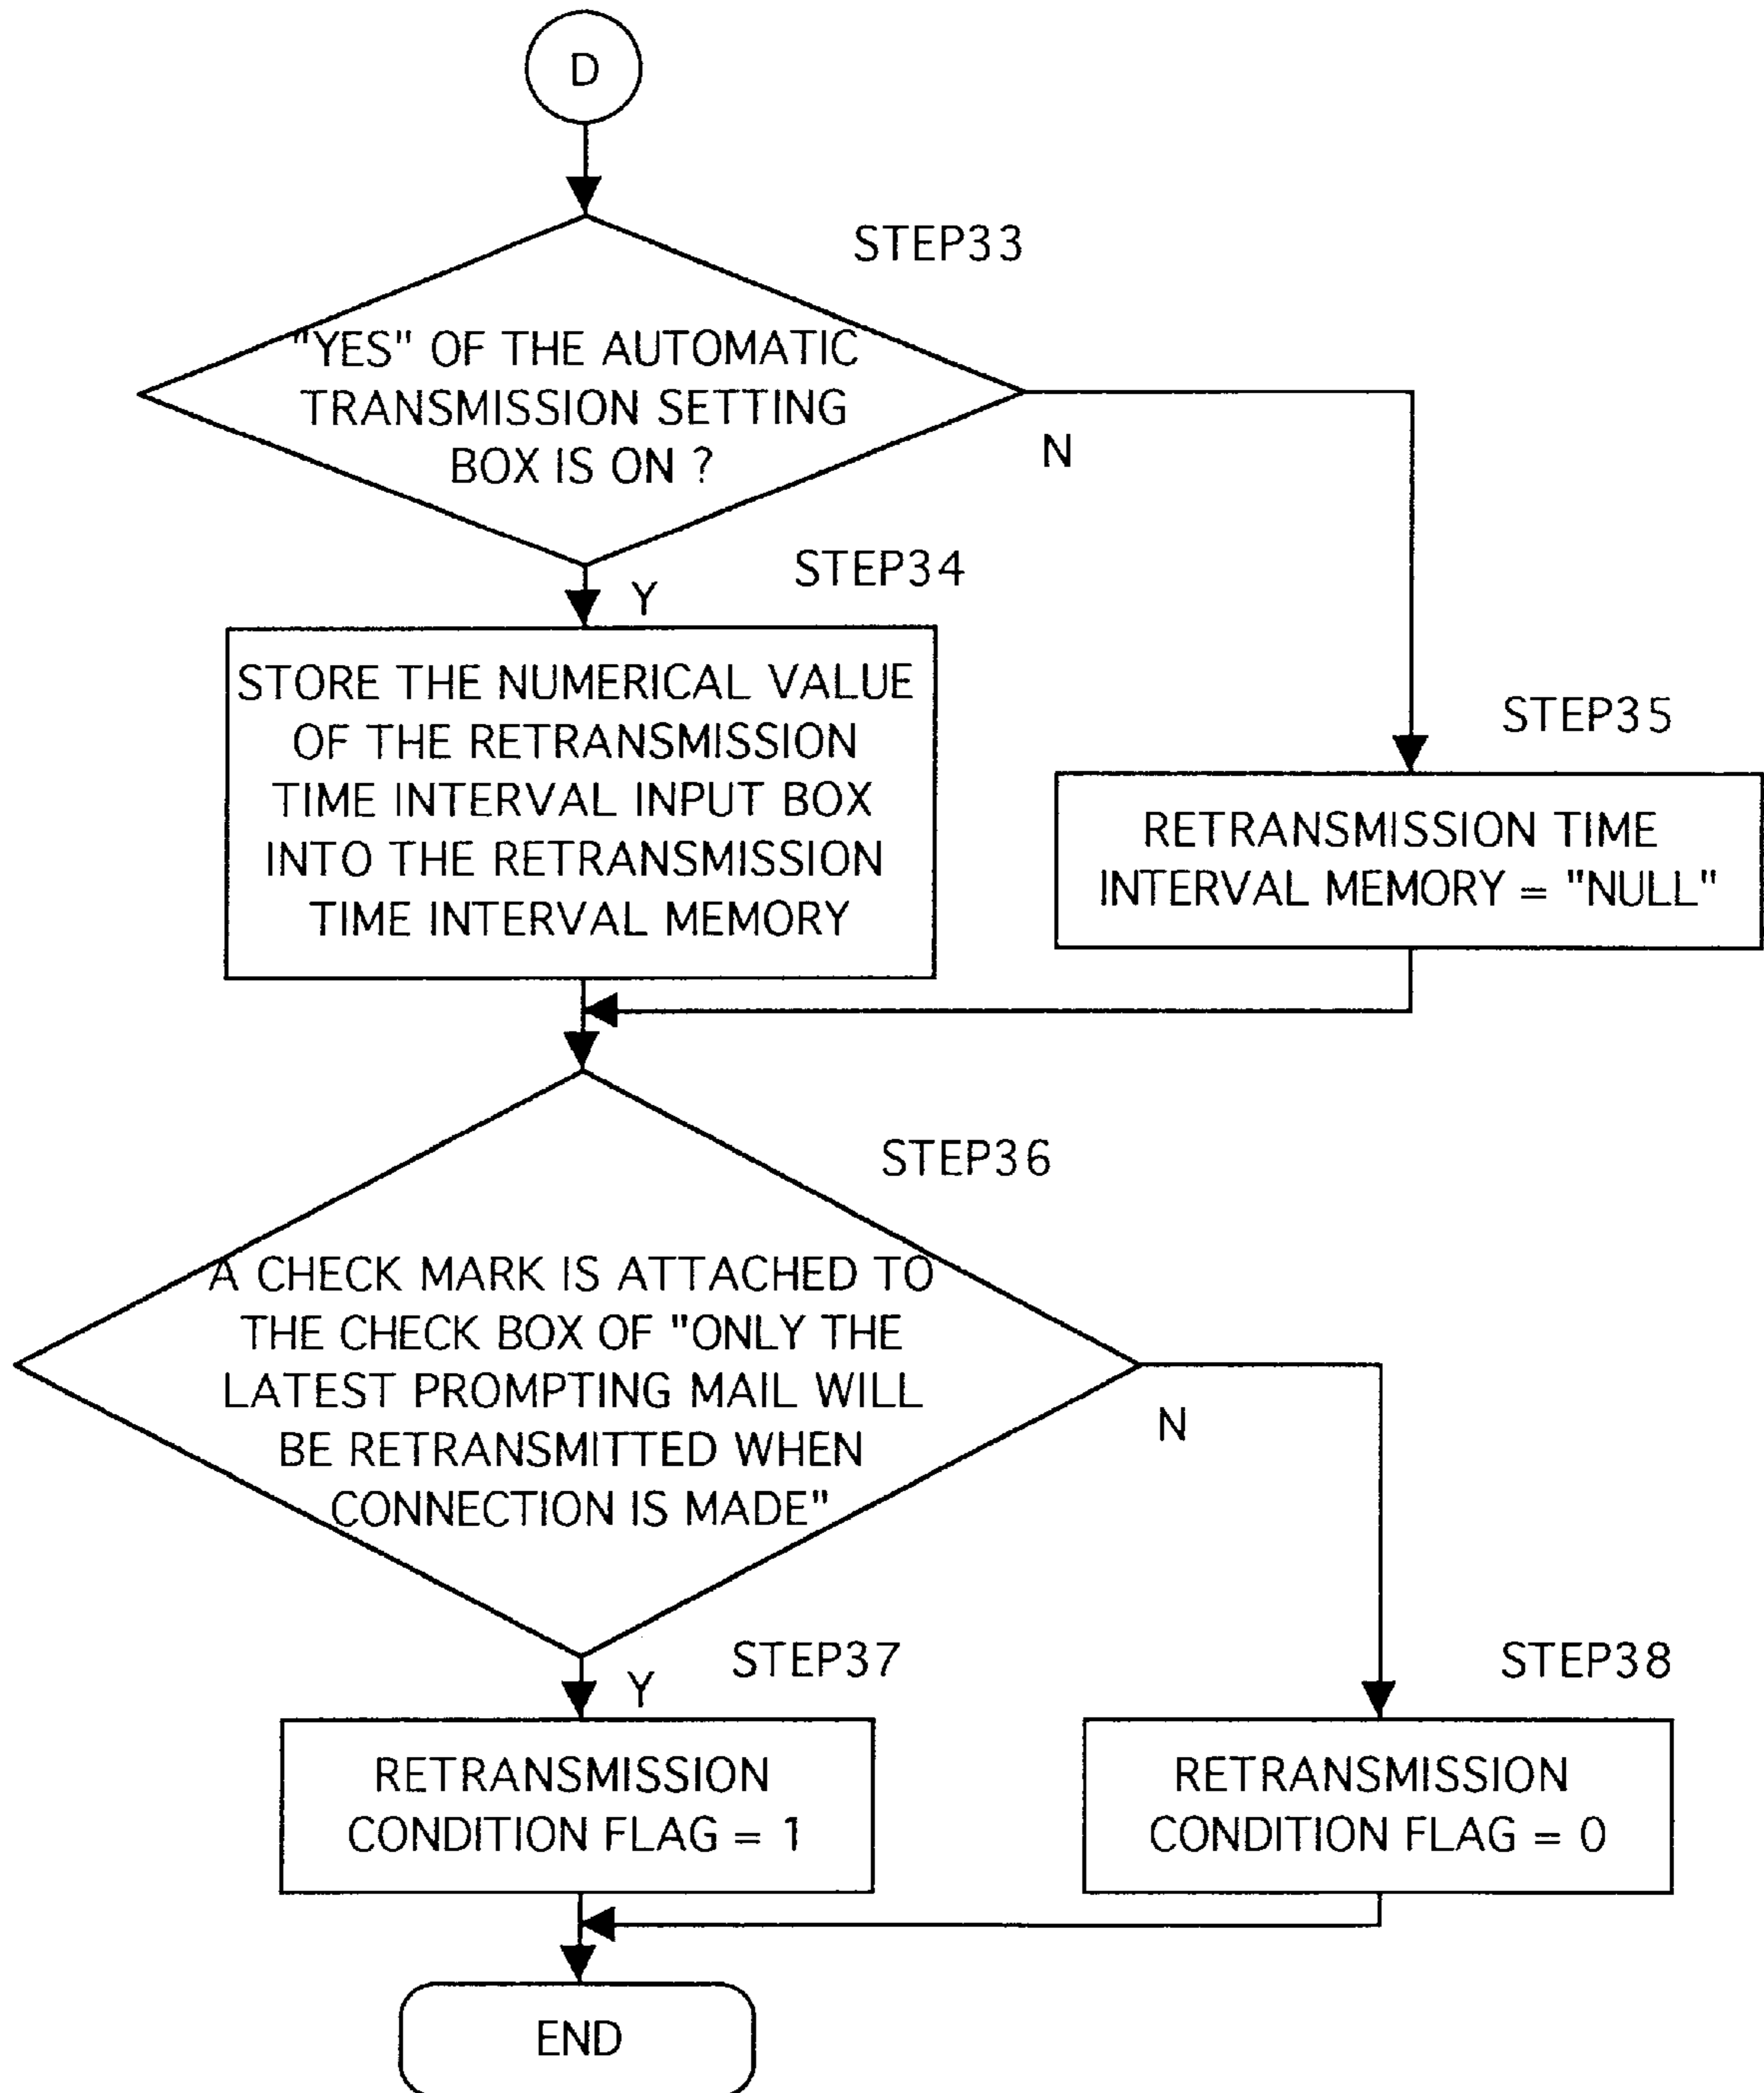 D
STEP33
"YES" OF THE AUTOMATIC
TRANSMISSION SETTING
BOX IS ON ?
N
STEP34
Y
STORE THE NUMERICAL VALUE
OF THE RETRANSMISSION
TIME INTERVAL INPUT BOX
INTO THE RETRANSMISSION
TIME INTERVAL MEMORY
STEP35
RETRANSMISSION TIME
INTERVAL MEMORY = "NULL"
STEP36
A CHECK MARK IS ATTACHED TO
THE CHECK BOX OF "ONLY THE
LATEST PROMPTING MAIL WILL
BE RETRANSMITTED WHEN
CONNECTION IS MADE"
N
STEP37
Y
RETRANSMISSION
CONDITION FLAG = 1
STEP38
RETRANSMISSION
CONDITION FLAG = 0
END